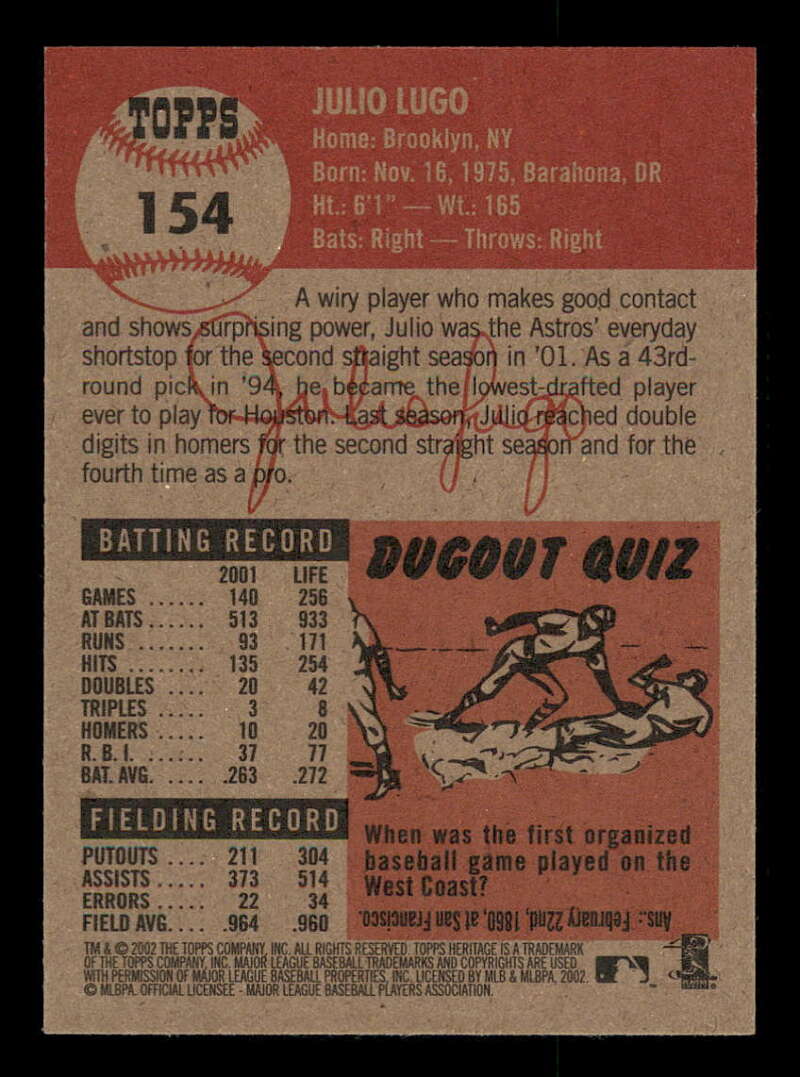 TOPPS
154
JULIO LUGO
Home: Brooklyn, NY
Born: Nov. 16, 1975, Barahona, DR
Ht.: 6'1" — Wt.: 165
Bats: Right — Throws: Right
A wiry player who makes good contact
and shows surprising power, Julio was the Astros' everyday
shortstop for the second straight season in '01. As a 43rd-
round pick in '94, he became the lowest-drafted player
ever to play for Houston. Last season, Julio reached double
digits in homers for the second straight season and for the
fourth time as a pro.
Julio Lugo
BATTING RECORD
2001 LIFE
GAMES ...... 140 256
AT BATS ...... 513 933
RUNS ........ 93 171
HITS ........ 135 254
DOUBLES .... 20 42
TRIPLES ..... 3 8
HOMERS ..... 10 20
R.B.I. ....... 37 77
BAT. AVG. .... .263 .272
FIELDING RECORD
PUTOUTS .... 211 304
ASSISTS ..... 373 514
ERRORS ..... 22 34
FIELD AVG. ... .964 .960
DUGOUT QUIZ
When was the first organized
baseball game played on the
West Coast?
Ans.: February 22nd, 1860, at San Francisco.
TM & © 2002 THE TOPPS COMPANY, INC. ALL RIGHTS RESERVED. TOPPS HERITAGE IS A TRADEMARK
OF THE TOPPS COMPANY, INC. MAJOR LEAGUE BASEBALL TRADEMARKS AND COPYRIGHTS ARE USED
WITH PERMISSION OF MAJOR LEAGUE BASEBALL PROPERTIES, INC. LICENSED BY MLB & MLBPA, 2002.
© MLBPA. OFFICIAL LICENSEE - MAJOR LEAGUE BASEBALL PLAYERS ASSOCIATION.